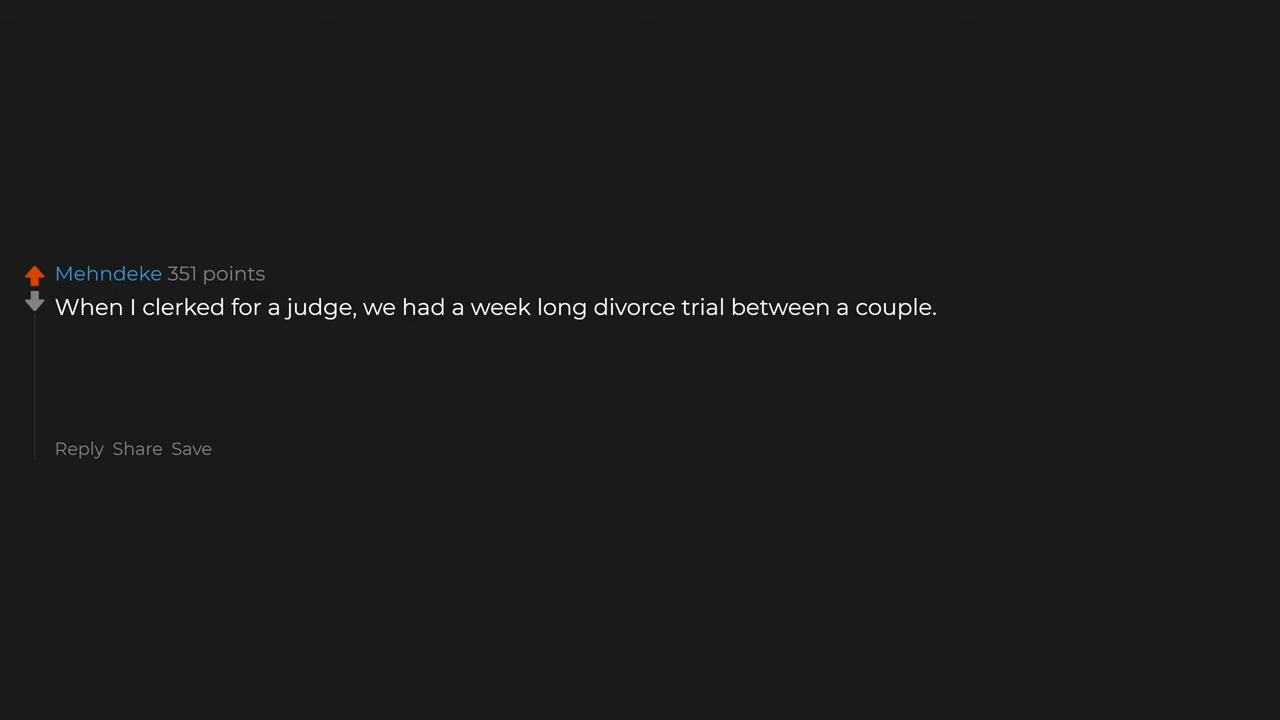 Mehndeke 351 points
When I clerked for a judge, we had a week long divorce trial between a couple.
Reply Share Save